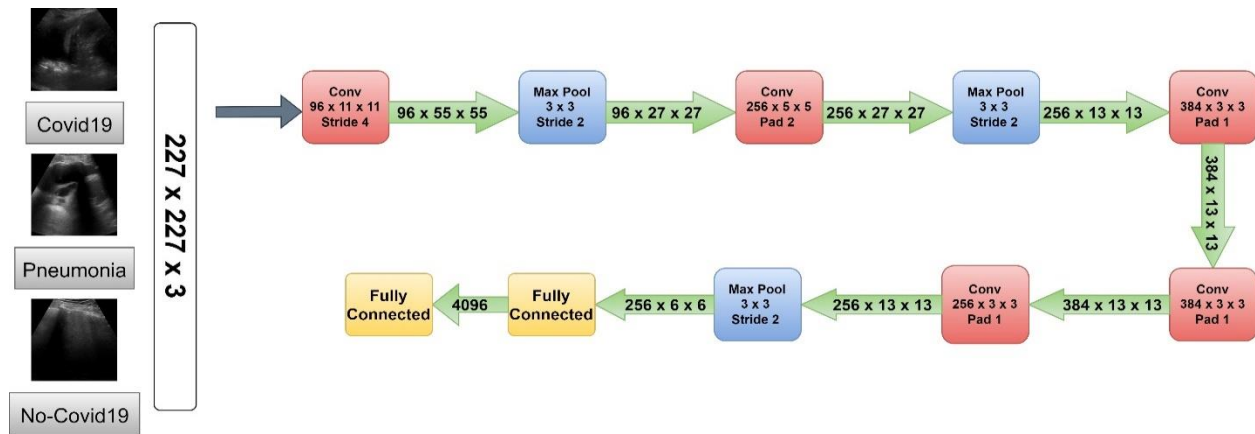 Covid19
Pneumonia
No-Covid19
227 x 227 x 3
Conv
96 x 11 x 11
Stride 4
96 x 55 x 55
Max Pool
3 x 3
Stride 2
96 x 27 x 27
Conv
256 x 5 x 5
Pad 2
256 x 27 x 27
Max Pool
3 x 3
Stride 2
256 x 13 x 13
Conv
384 x 3 x 3
Pad 1
384 x 13 x 13
Conv
384 x 3 x 3
Pad 1
384 x 13 x 13
Conv
256 x 3 x 3
Pad 1
256 x 13 x 13
Max Pool
3 x 3
Stride 2
256 x 6 x 6
Fully
Connected
4096
Fully
Connected